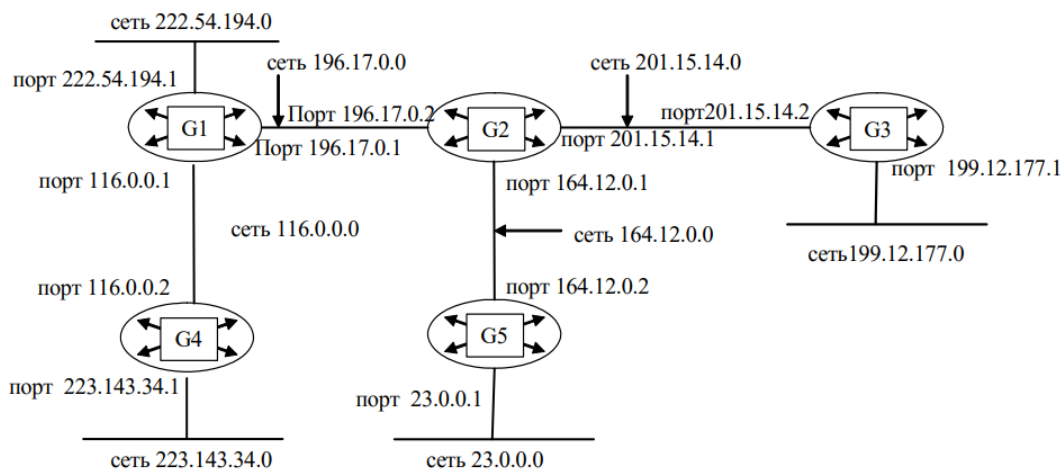 сеть 222.54.194.0
сеть 196.17.0.0
сеть 201.15.14.0
порт 222.54.194.1
Порт 196.17.0.2
порт201.15.14.2
G1
G2
G3
Порт 196.17.0.1
порт 201.15.14.1
порт 199.12.177.1
порт 116.0.0.1
порт 164.12.0.1
сеть 116.0.0.0
сеть 164.12.0.0
сеть199.12.177.0
порт 116.0.0.2
порт 164.12.0.2
G4
G5
порт 223.143.34.1
порт 23.0.0.1
сеть 223.143.34.0
сеть 23.0.0.0